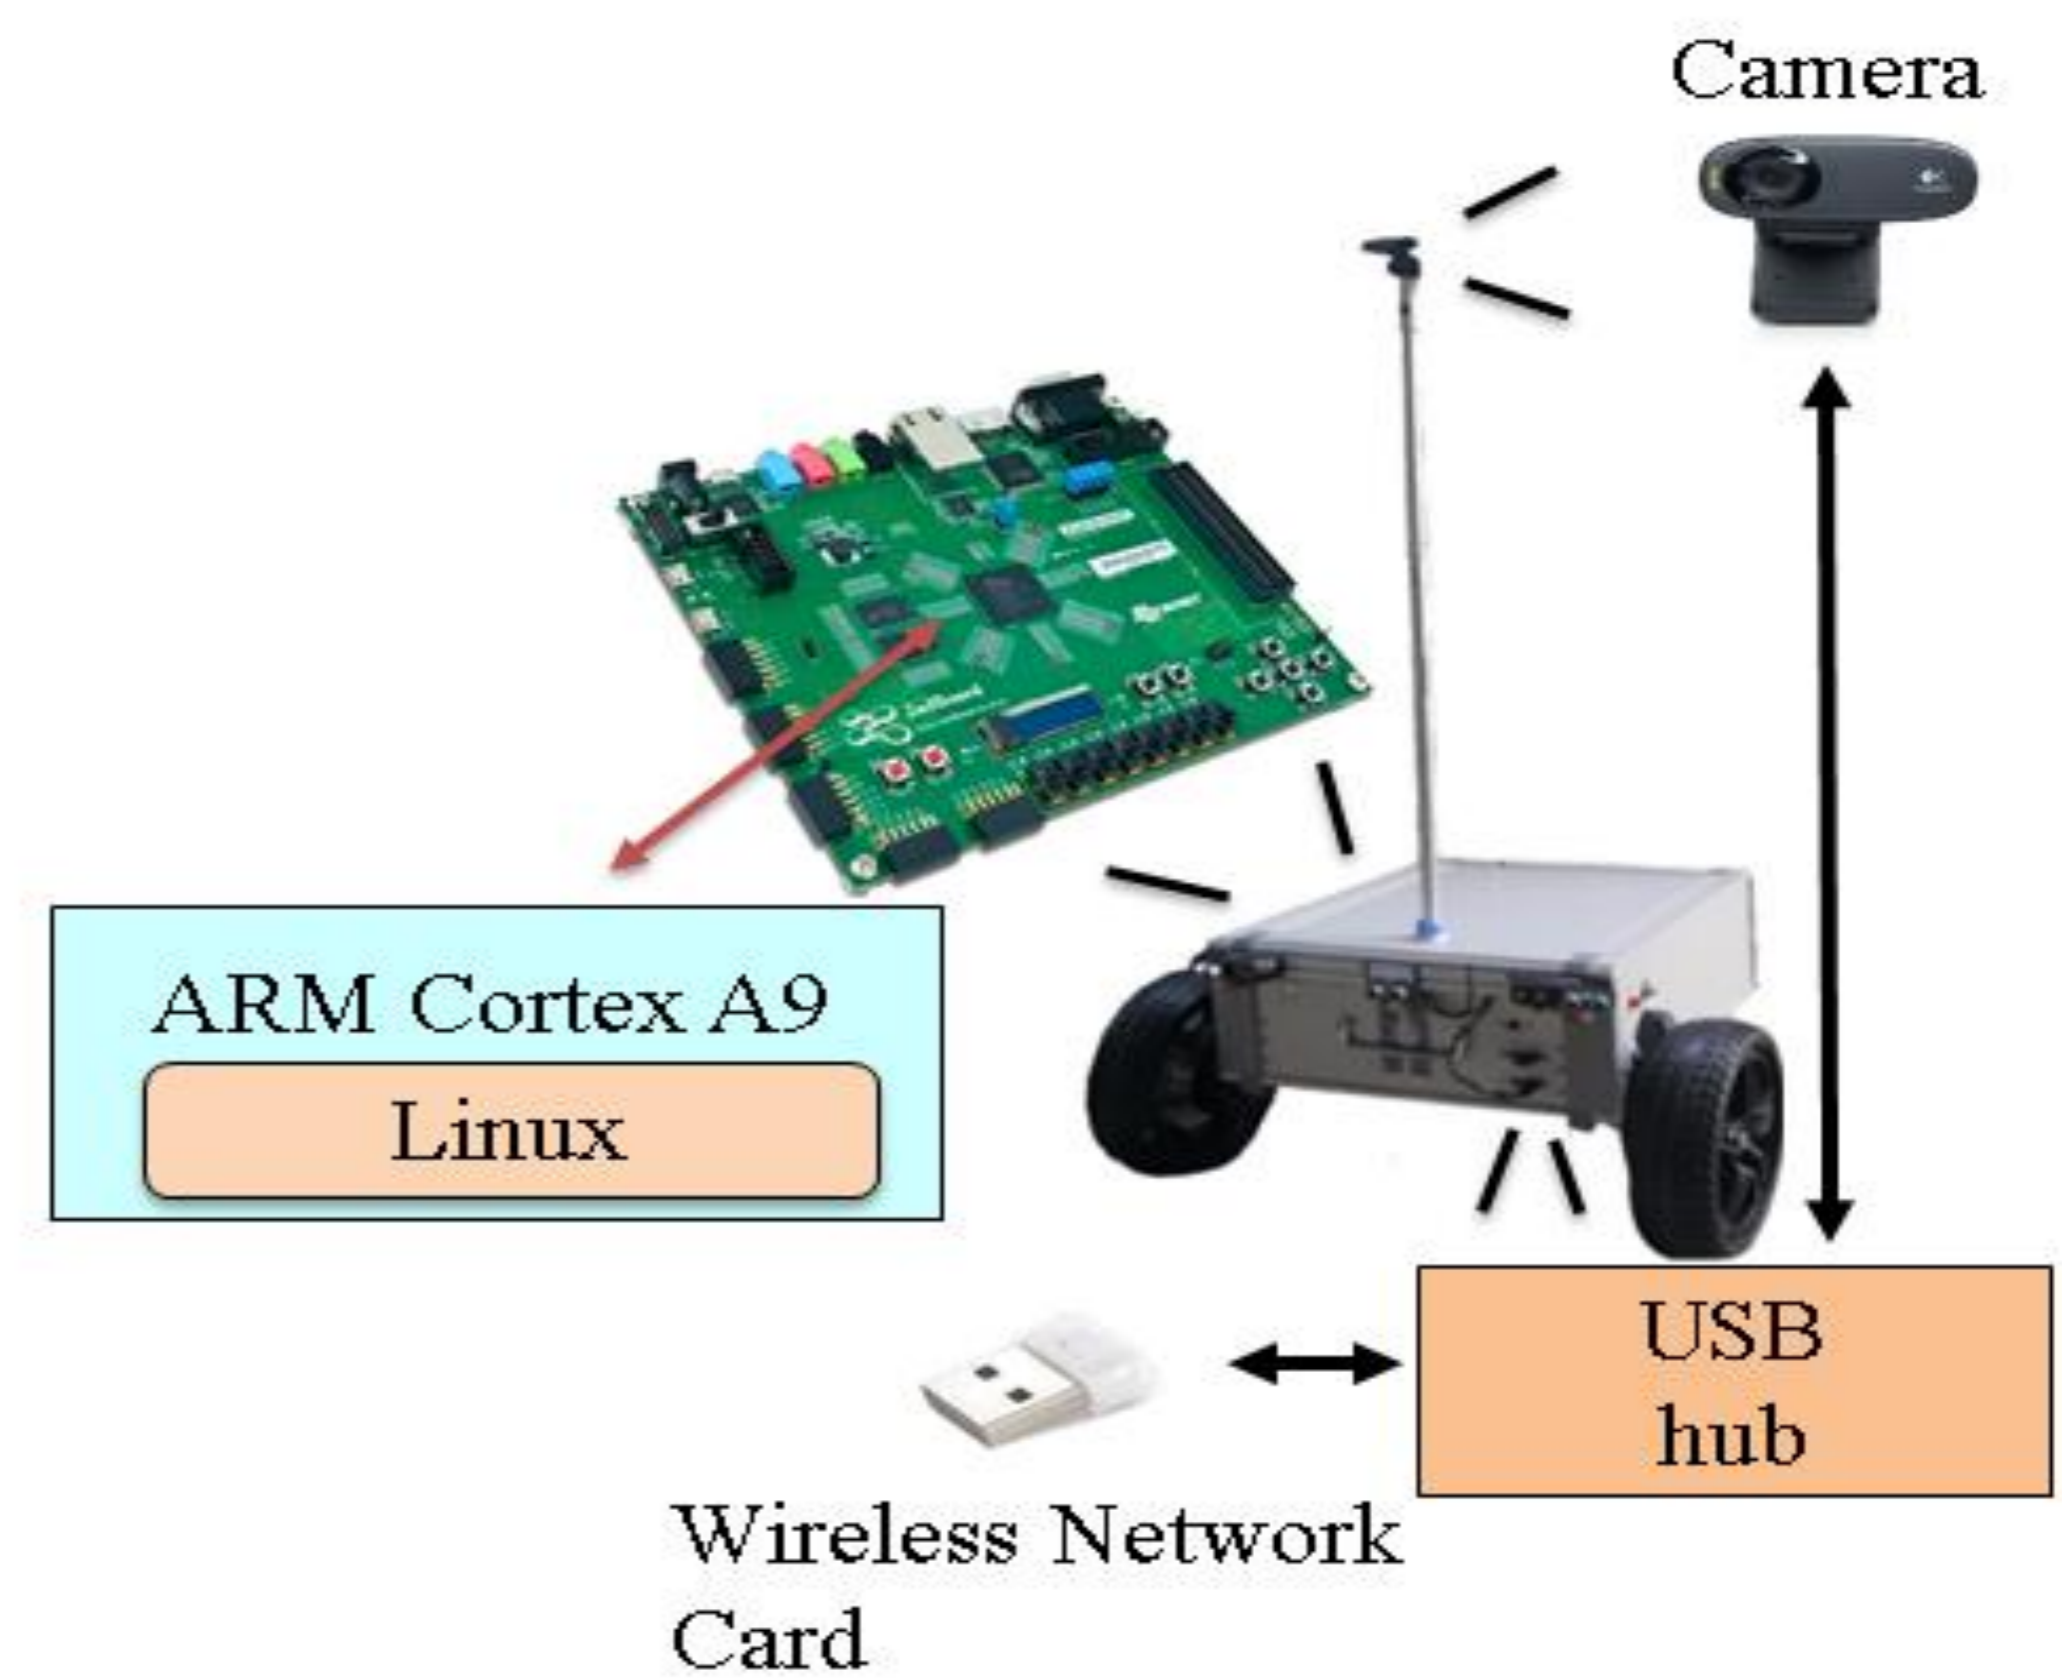 Camera
ARM Cortex A9
Linux
USB
hub
Wireless Network
Card